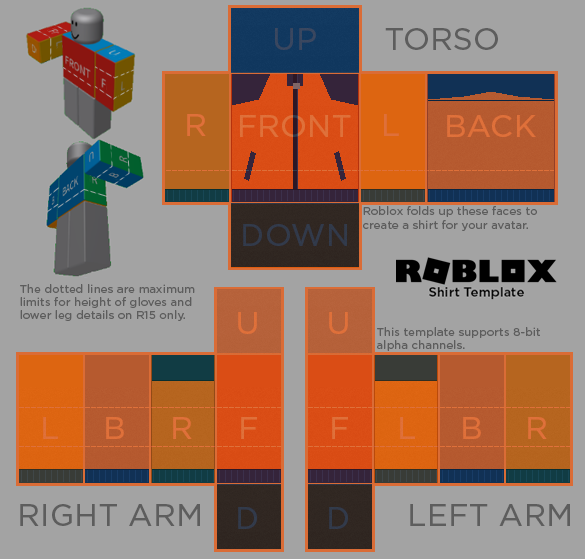 UP
TORSO
R
FRONT
L
BACK
DOWN
FRONT
F
U
BACK
R
B
Roblox folds up these faces to
create a shirt for your avatar.
The dotted lines are maximum
limits for height of gloves and
lower leg details on R15 only.
ROBLOX
Shirt Template
This template supports 8-bit
alpha channels.
U
U
L
B
R
F
F
L
B
R
RIGHT ARM
D
D
LEFT ARM